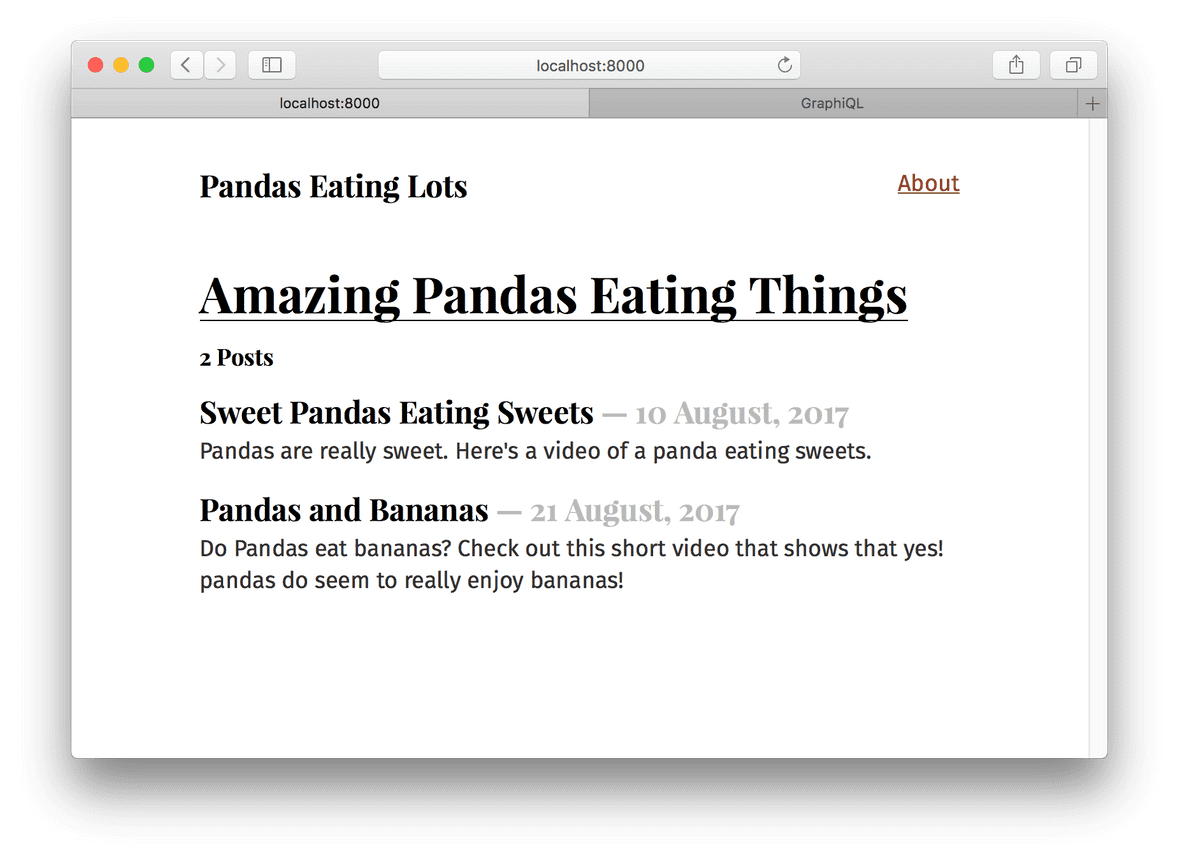 localhost:8000
localhost:8000
GraphiQL
Pandas Eating Lots
About
Amazing Pandas Eating Things
2 Posts
Sweet Pandas Eating Sweets — 10 August, 2017
Pandas are really sweet. Here's a video of a panda eating sweets.
Pandas and Bananas — 21 August, 2017
Do Pandas eat bananas? Check out this short video that shows that yes!
pandas do seem to really enjoy bananas!